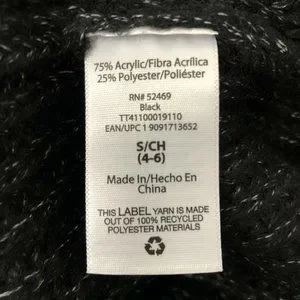 75% Acrylic/Fibra Acrílica
25% Polyester/Poliéster
RN# 52469
Black
TT41100019110
EAN/UPC 1 9091713652
S/CH
(4-6)
Made In/Hecho En
China
THIS LABEL YARN IS MADE
OUT OF 100% RECYCLED
POLYESTER MATERIALS